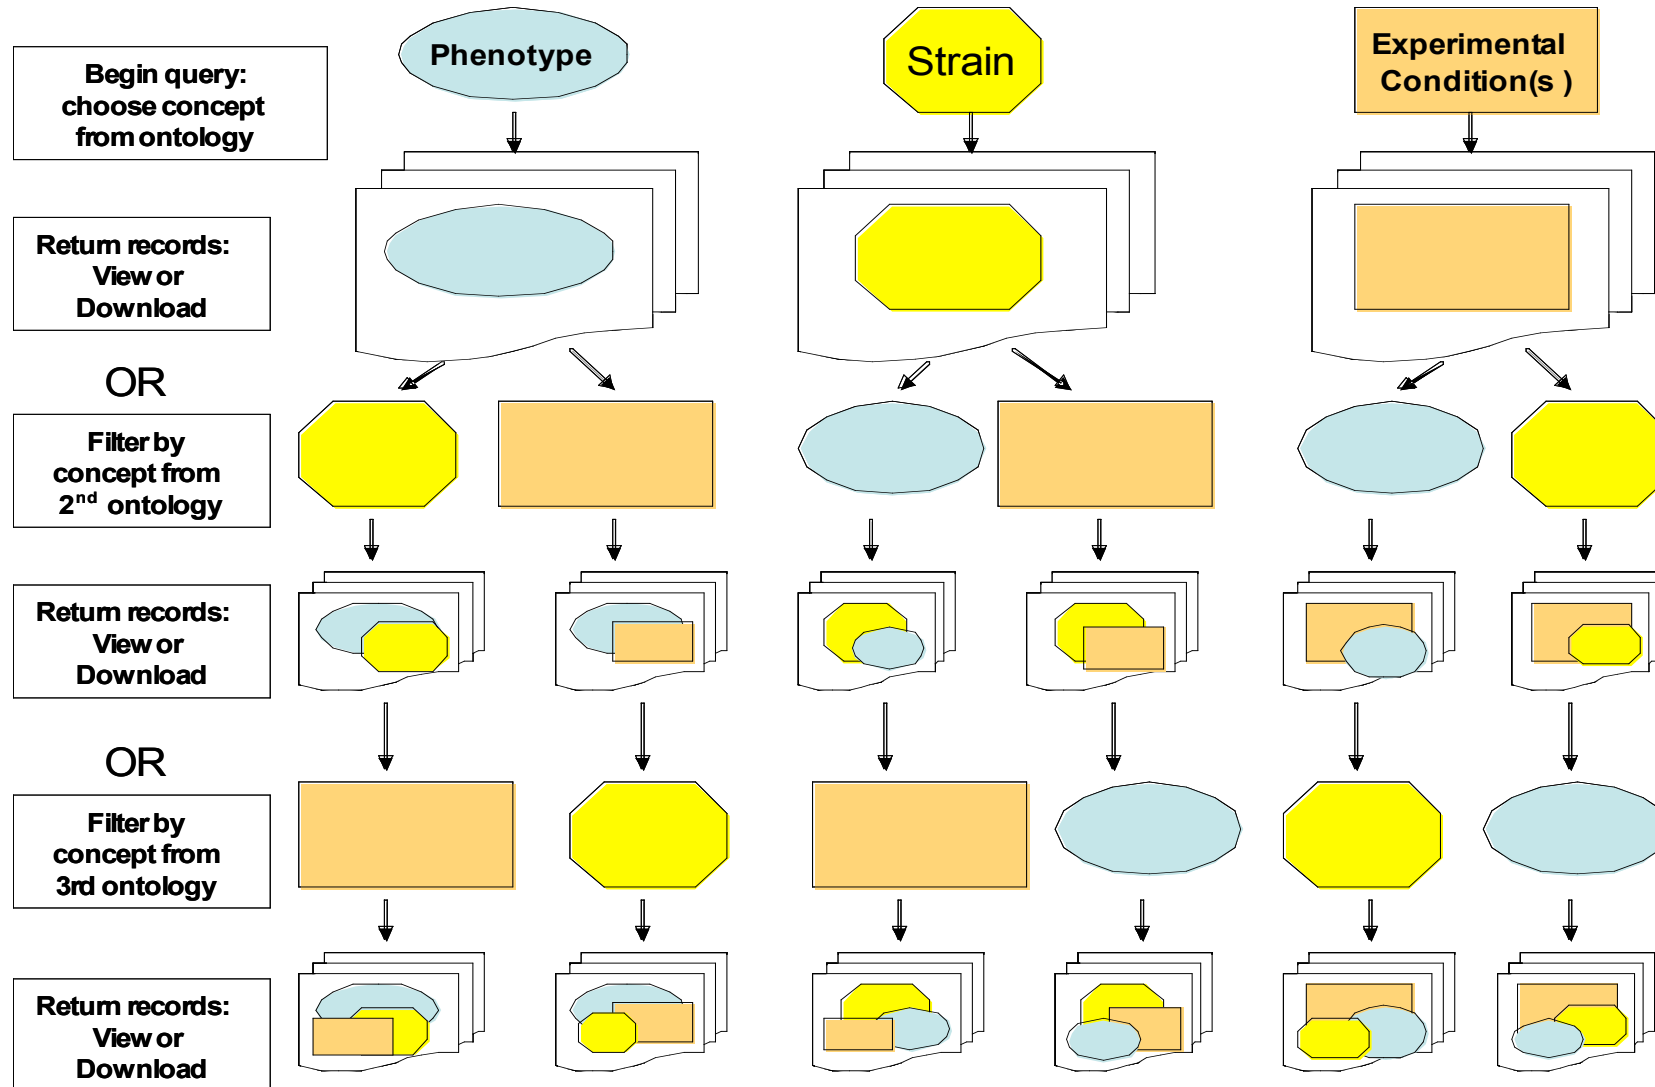 Phenotype
Strain
Experimental
Condition(s )
Begin query:
choose concept
from ontology
Return records:
View or
Download
OR
Filter by
concept from
2nd ontology
Return records:
View or
Download
OR
Filter by
concept from
3rd ontology
Return records:
View or
Download